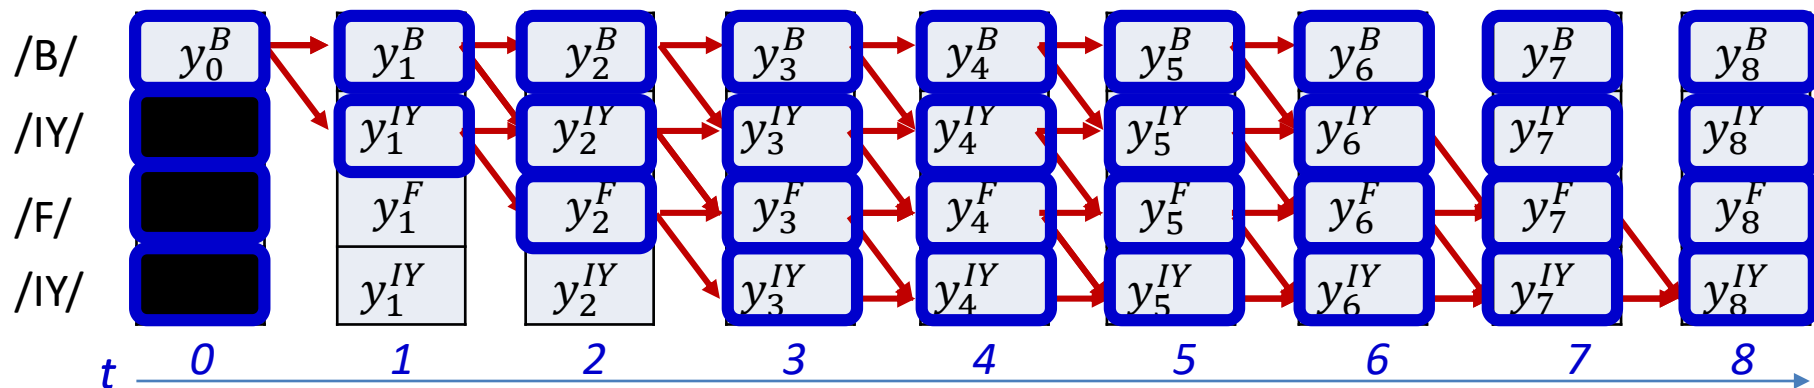 /B/ y_0^B y_1^B y_2^B y_3^B y_4^B y_5^B y_6^B y_7^B y_8^B
/IY/ y_1^{IY} y_2^{IY} y_3^{IY} y_4^{IY} y_5^{IY} y_6^{IY} y_7^{IY} y_8^{IY}
/F/ y_1^F y_2^F y_3^F y_4^F y_5^F y_6^F y_7^F y_8^F
/IY/ y_1^{IY} y_2^{IY} y_3^{IY} y_4^{IY} y_5^{IY} y_6^{IY} y_7^{IY} y_8^{IY}
t 0 1 2 3 4 5 6 7 8